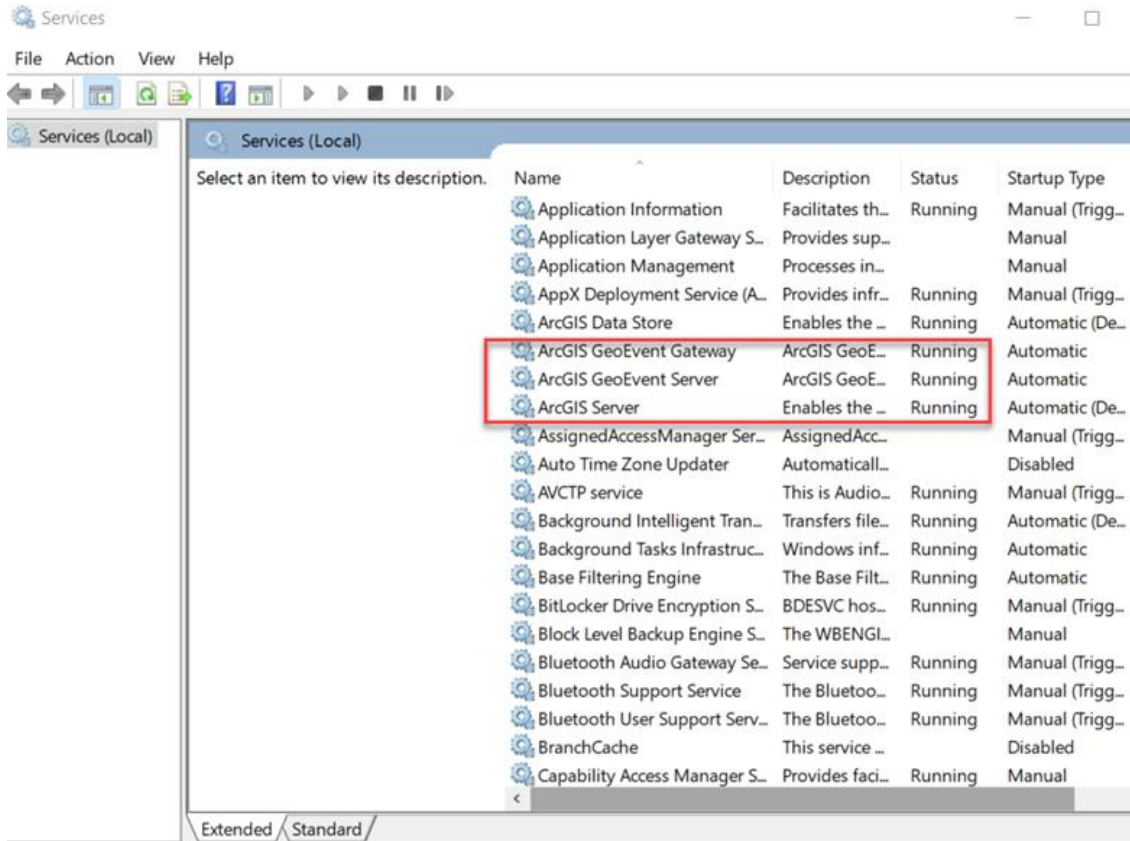 Services
File Action View Help
Services (Local)
Services (Local)
Select an item to view its description.
Name Description Status Startup Type
Application Information Facilitates th... Running Manual (Trigg...
Application Layer Gateway S... Provides sup... Manual
Application Management Processes in... Manual
AppX Deployment Service (A... Provides infr... Running Manual (Trigg...
ArcGIS Data Store Enables the ... Running Automatic (De...
ArcGIS GeoEvent Gateway ArcGIS GeoE... Running Automatic
ArcGIS GeoEvent Server ArcGIS GeoE... Running Automatic
ArcGIS Server Enables the ... Running Automatic (De...
AssignedAccessManager Ser... AssignedAcc... Manual (Trigg...
Auto Time Zone Updater Automaticall... Disabled
AVCTP service This is Audio... Running Manual (Trigg...
Background Intelligent Tran... Transfers file... Running Automatic (De...
Background Tasks Infrastruc... Windows inf... Running Automatic
Base Filtering Engine The Base Filt... Running Automatic
BitLocker Drive Encryption S... BDESVC hos... Running Manual (Trigg...
Block Level Backup Engine S... The WBENGI... Manual
Bluetooth Audio Gateway Se... Service supp... Running Manual (Trigg...
Bluetooth Support Service The Bluetoo... Running Manual (Trigg...
Bluetooth User Support Serv... The Bluetoo... Running Manual (Trigg...
BranchCache This service ... Disabled
Capability Access Manager S... Provides faci... Running Manual
Extended Standard